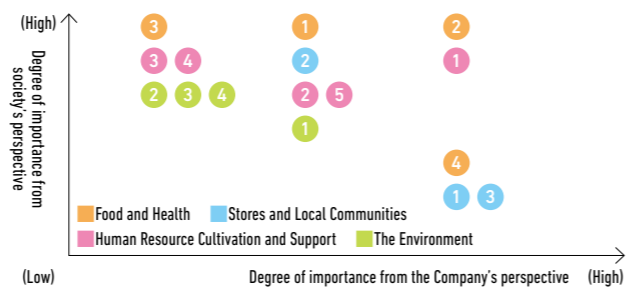 (High)
Degree of importance from
society's perspective
3 1 2
3 4 2 1
2 3 4 2 5
1
4
1 3
Food and Health Stores and Local Communities
Human Resource Cultivation and Support The Environment
(Low) Degree of importance from the Company's perspective (High)